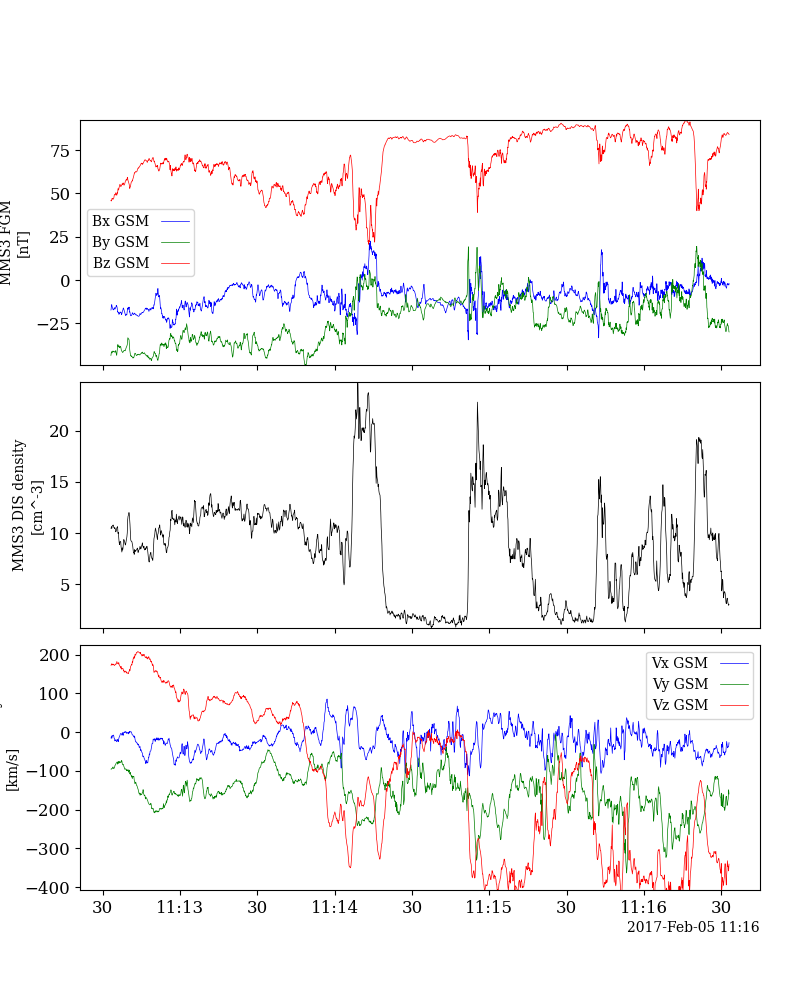 MMS3 FGM
[nT]
75
50
25
0
−25
Bx GSM
By GSM
Bz GSM
MMS3 DIS density
[cm^-3]
20
15
10
5
[km/s]
200
100
0
−100
−200
−300
−400
Vx GSM
Vy GSM
Vz GSM
30 11:13 30 11:14 30 11:15 30 11:16 30
2017-Feb-05 11:16